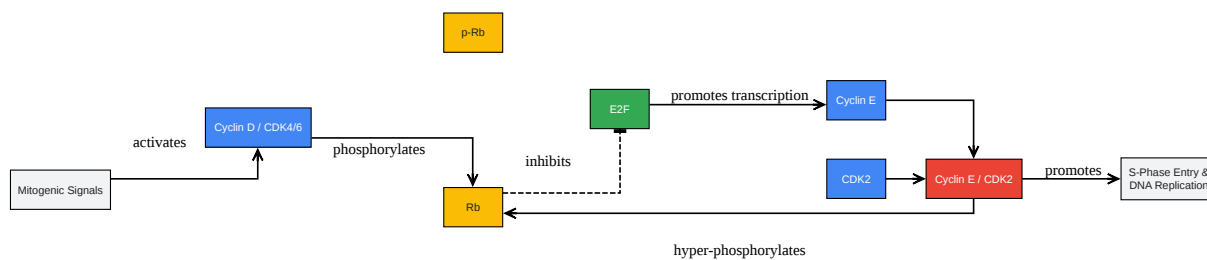 p-Rb
E2F
promotes transcription
Cyclin E
Cyclin D / CDK4/6
activates
phosphorylates
inhibits
Mitogenic Signals
CDK2
Cyclin E / CDK2
promotes
S-Phase Entry &
DNA Replication
Rb
hyper-phosphorylates